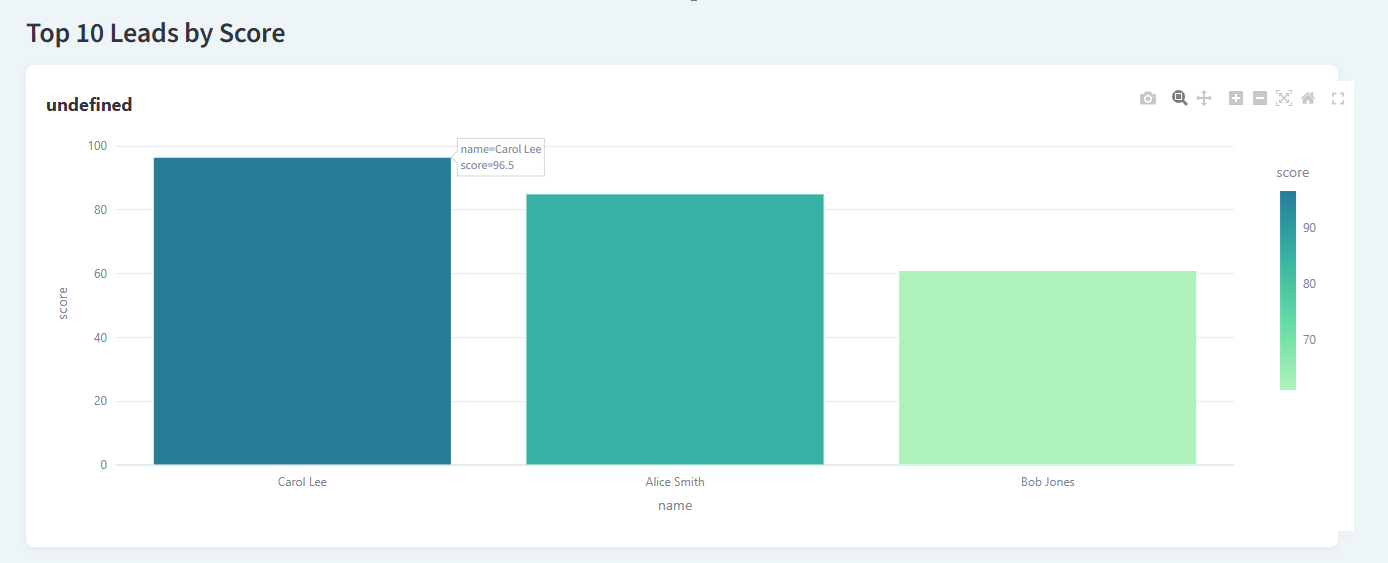 Top 10 Leads by Score
undefined
100
80
60
40
20
0
score
name=Carol Lee
score=96.5
Carol Lee
Alice Smith
Bob Jones
name
score
90
80
70